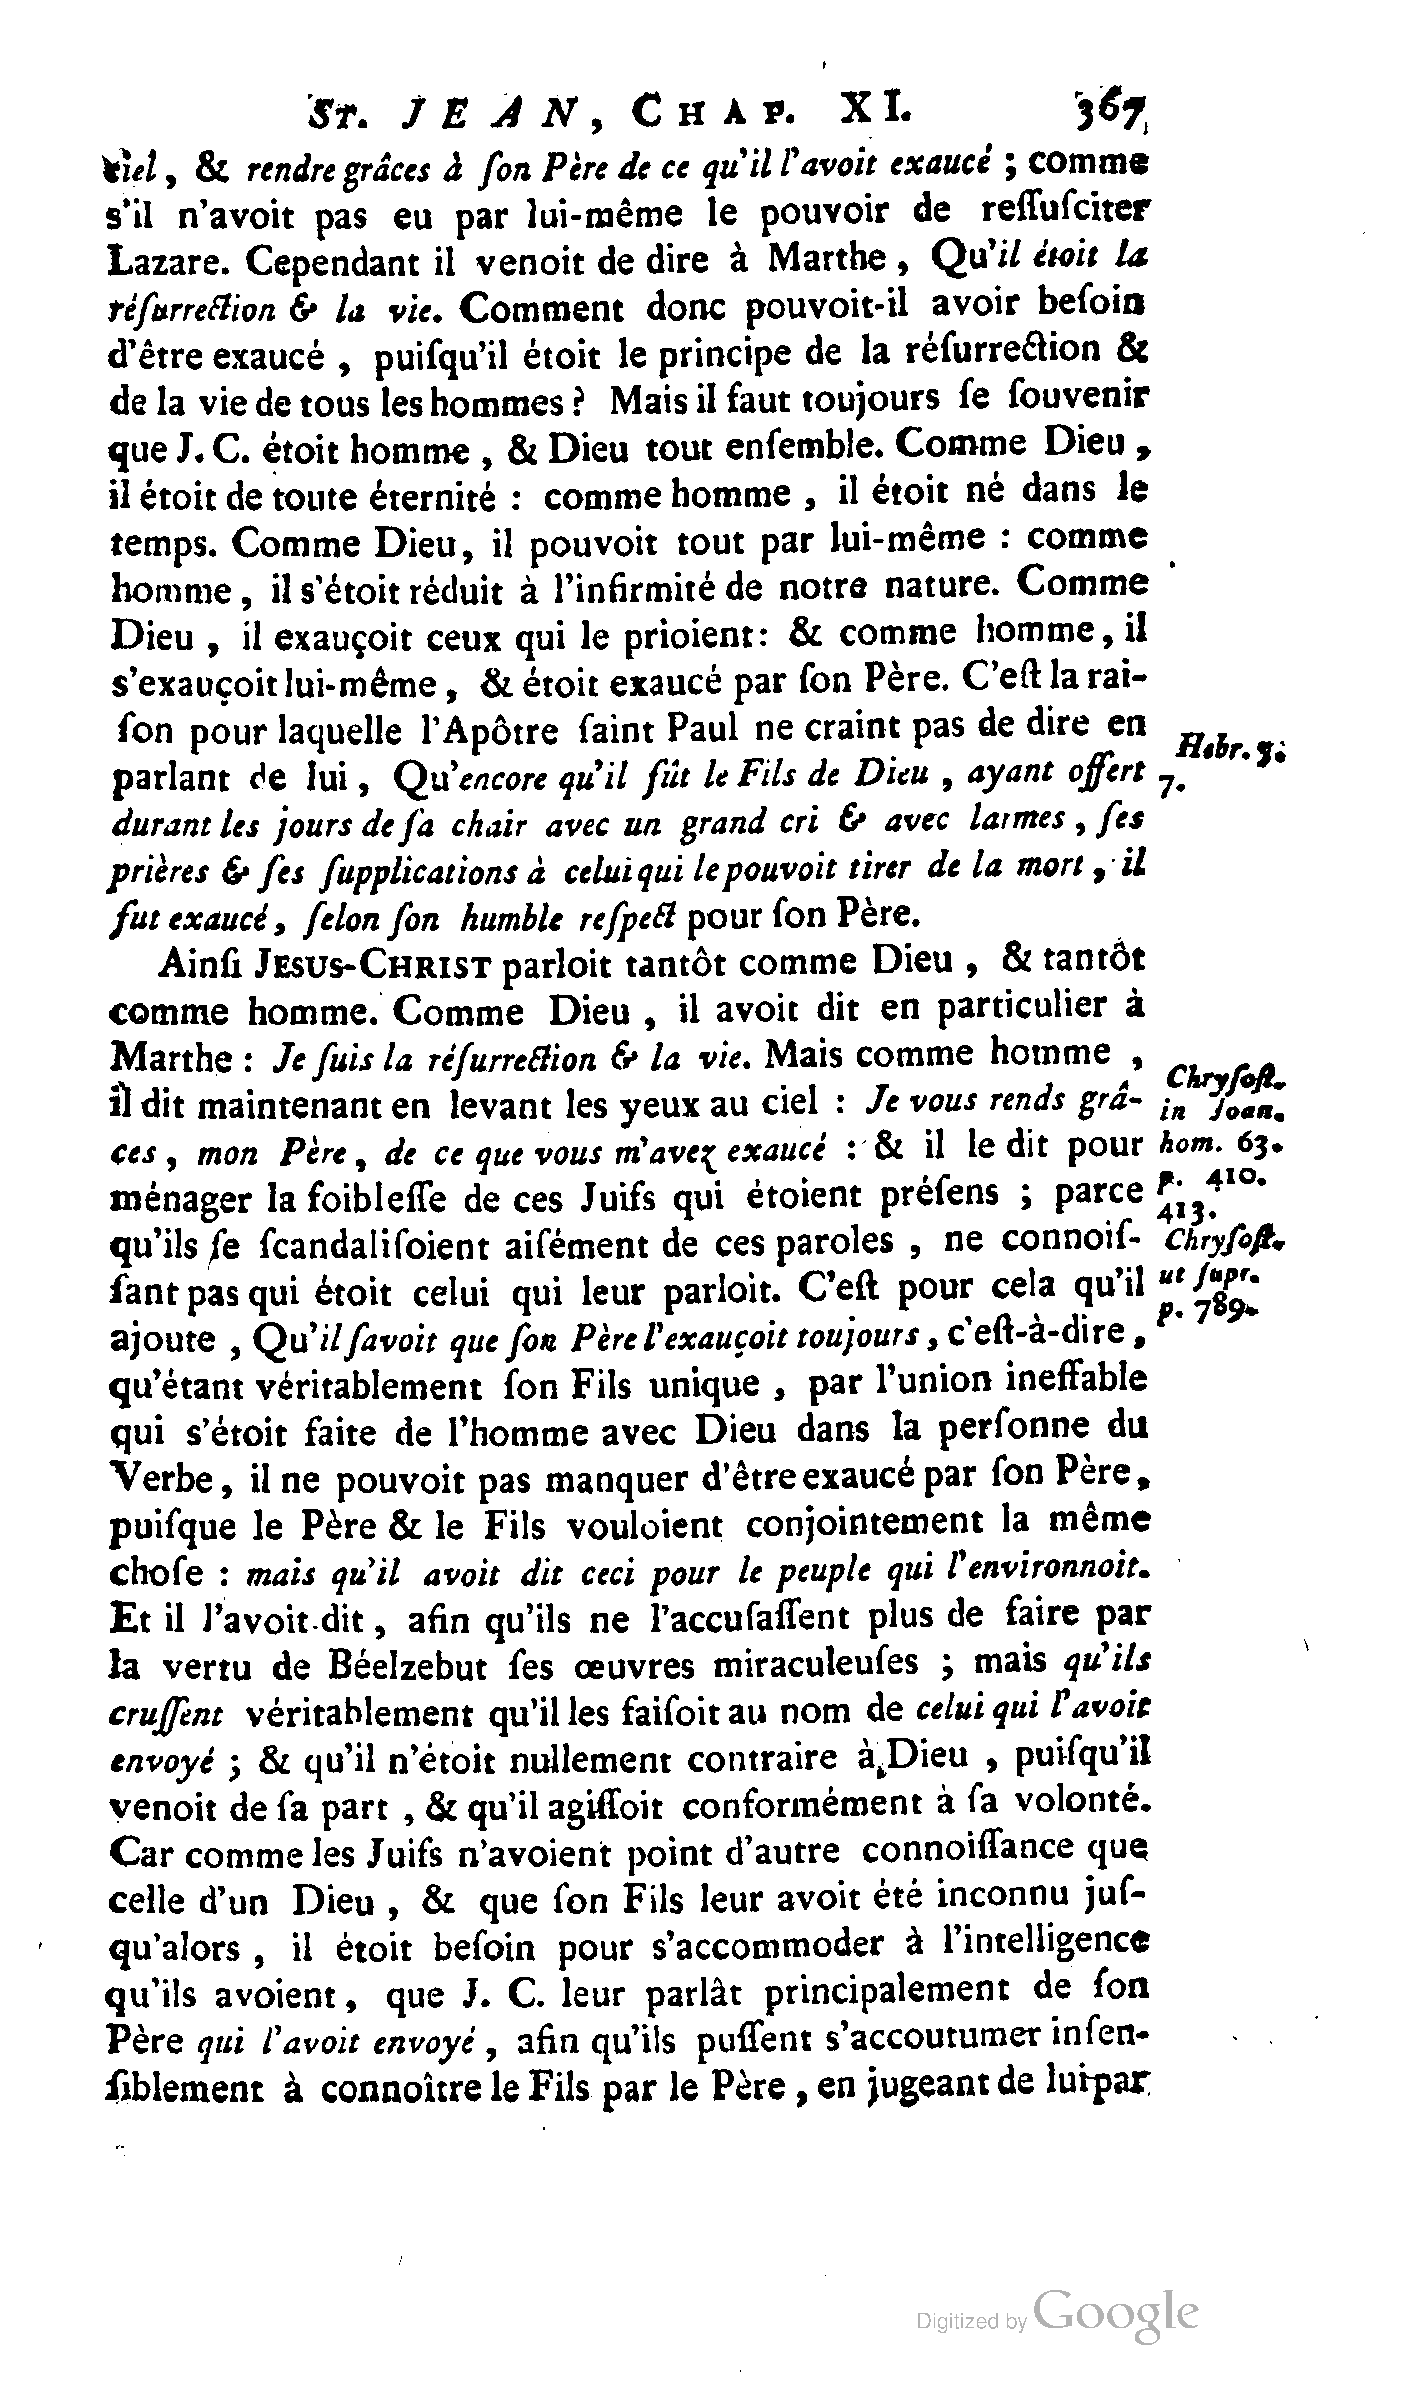 ST. JEAN, CHAP. XI. 367
ciel, & rendre grâces à ſon Père de ce qu'il l'avoit exaucé ; comme
s'il n'avoit pas eu par lui-même le pouvoir de reſſuſciter
Lazare. Cependant il venoit de dire à Marthe, Qu'il étoit la
réſurrection & la vie. Comment donc pouvoit-il avoir beſoin
d'être exaucé, puiſqu'il étoit le principe de la réſurrection &
de la vie de tous les hommes ? Mais il faut toujours ſe ſouvenir
que J. C. étoit homme, & Dieu tout enſemble. Comme Dieu,
il étoit de toute éternité : comme homme, il étoit né dans le
temps. Comme Dieu, il pouvoit tout par lui-même : comme
homme, il s'étoit réduit à l'infirmité de notre nature. Comme
Dieu, il exauçoit ceux qui le prioient: & comme homme, il
s'exauçoit lui-même, & étoit exaucé par ſon Père. C'eſt la rai-
ſon pour laquelle l'Apôtre ſaint Paul ne craint pas de dire en
parlant de lui, Qu'encore qu'il fût le Fils de Dieu, ayant offert
durant les jours de ſa chair avec un grand cri & avec larmes, ſes
prières & ſes ſupplications à celui qui le pouvoit tirer de la mort, il
fut exaucé, ſelon ſon humble reſpect pour ſon Père.
Hebr. 5.
7.
Ainſi JESUS-CHRIST parloit tantôt comme Dieu, & tantôt
comme homme. Comme Dieu, il avoit dit en particulier à
Marthe : Je ſuis la réſurrection & la vie. Mais comme homme,
il dit maintenant en levant les yeux au ciel : Je vous rends grâ-
ces, mon Père, de ce que vous m'avez exaucé : & il le dit pour
ménager la foibleſſe de ces Juifs qui étoient préſens ; parce
qu'ils ſe ſcandaliſoient aiſément de ces paroles, ne connoiſ-
ſant pas qui étoit celui qui leur parloit. C'eſt pour cela qu'il
ajoute, Qu'il ſavoit que ſon Père l'exauçoit toujours, c'eſt-à-dire,
qu'étant véritablement ſon Fils unique, par l'union ineffable
qui s'étoit faite de l'homme avec Dieu dans la perſonne du
Verbe, il ne pouvoit pas manquer d'être exaucé par ſon Père,
puiſque le Père & le Fils vouloient conjointement la même
choſe : mais qu'il avoit dit ceci pour le peuple qui l'environnoit.
Et il l'avoit dit, afin qu'ils ne l'accuſaſſent plus de faire par
la vertu de Béelzebut ſes œuvres miraculeuſes ; mais qu'ils
cruſſent véritablement qu'il les faiſoit au nom de celui qui l'avoit
envoyé ; & qu'il n'étoit nullement contraire à Dieu, puiſqu'il
venoit de ſa part, & qu'il agiſſoit conformément à ſa volonté.
Car comme les Juifs n'avoient point d'autre connoiſſance que
celle d'un Dieu, & que ſon Fils leur avoit été inconnu juſ-
qu'alors, il étoit beſoin pour s'accommoder à l'intelligence
qu'ils avoient, que J. C. leur parlât principalement de ſon
Père qui l'avoit envoyé, afin qu'ils puſſent s'accoutumer inſen-
ſiblement à connoître le Fils par le Père, en jugeant de lui par
Chryſoſt.
in Joan.
hom. 63.
p. 410.
413.
Chryſoſt.
ut ſupr.
p. 789.
Digitized by Google